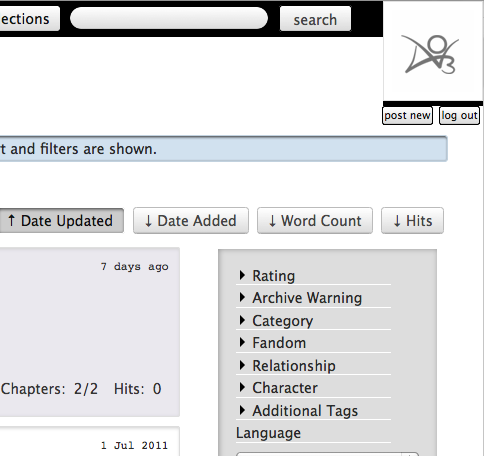 ections
search
post new
log out
t and filters are shown.
↑ Date Updated
↓ Date Added
↓ Word Count
↓ Hits
7 days ago
Rating
Archive Warning
Category
Fandom
Relationship
Character
Additional Tags
Language
Chapters: 2/2 Hits: 0
1 Jul 2011